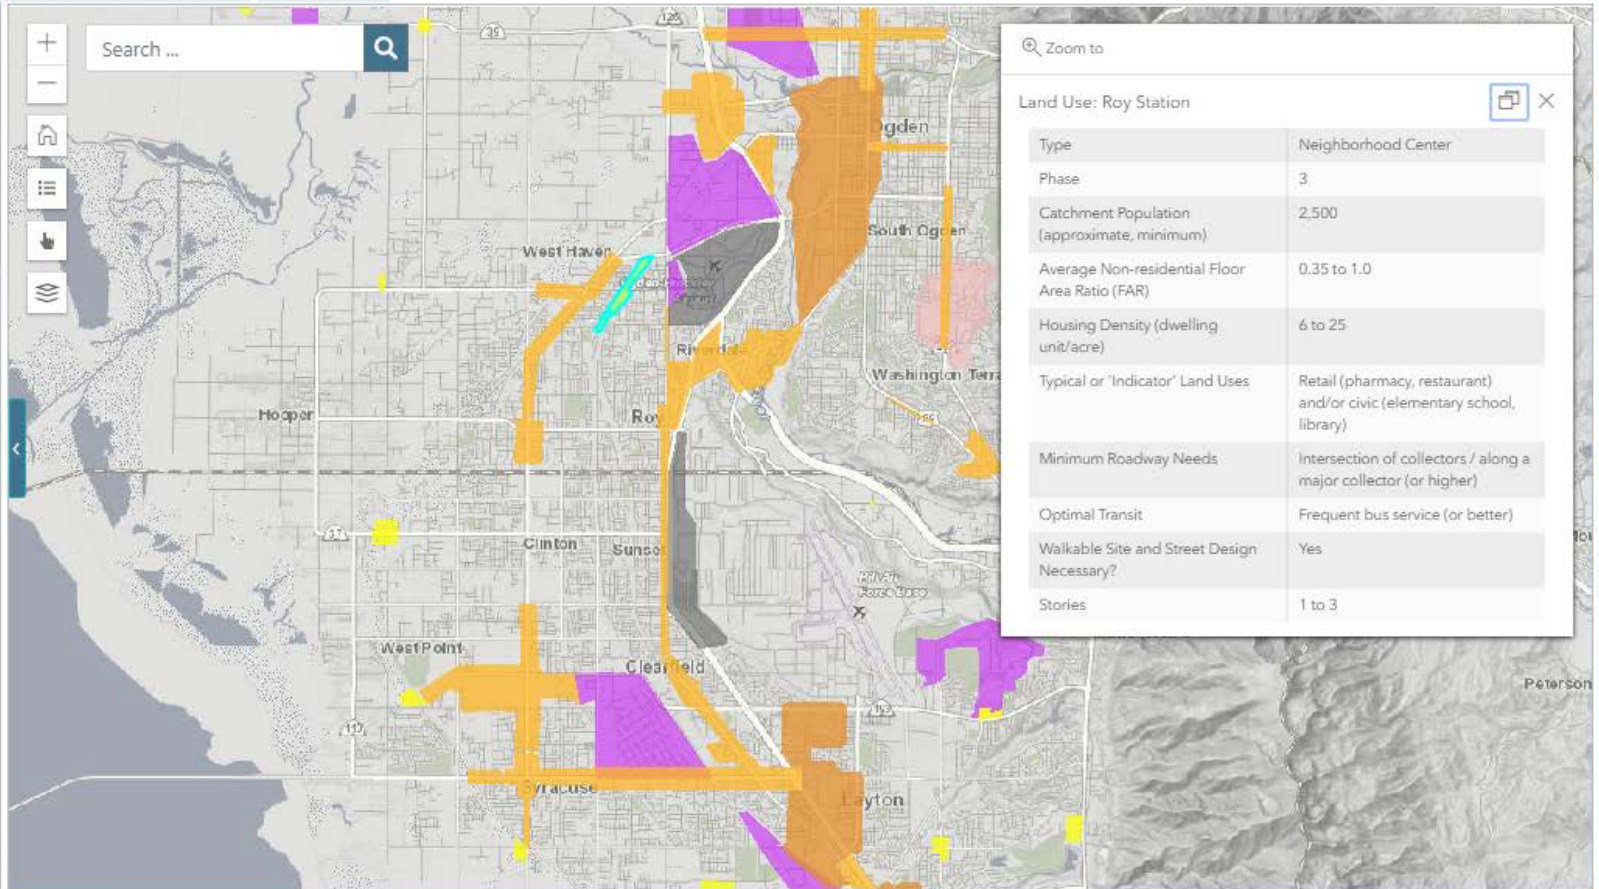 Search ...
Zoom to
Land Use: Roy Station
Type
Neighborhood Center
Phase
3
Catchment Population
(approximate, minimum)
2,500
Average Non-residential Floor
Area Ratio (FAR)
0.35 to 1.0
Housing Density (dwelling
unit/acre)
6 to 25
Typical or 'Indicator' Land Uses
Retail (pharmacy, restaurant)
and/or civic (elementary school,
library)
Minimum Roadway Needs
Intersection of collectors / along a
major collector (or higher)
Optimal Transit
Frequent bus service (or better)
Walkable Site and Street Design
Necessary?
Yes
Stories
1 to 3
126
39
Ogden
South Ogden
West Haven
Riverdale
Washington Terra
Hooper
Roy
37
Clinton
Sunset
Hill Air
Force Base
West Point
Clearfield
193
Peterson
Syracuse
Layton